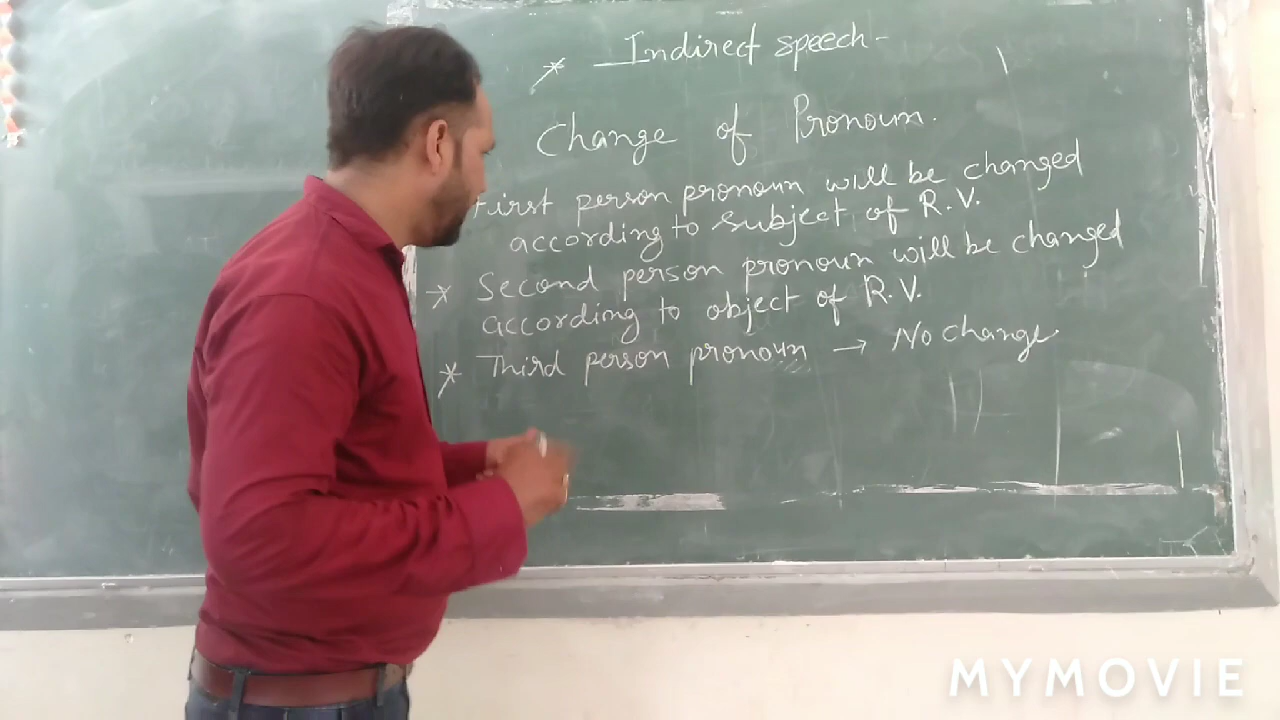 * Indirect speech -
Change of Pronoun.
First person pronoun will be changed
according to subject of R.V.
* Second person pronoun will be changed
according to object of R.V.
* Third person pronoun → No change
MYMOVIE